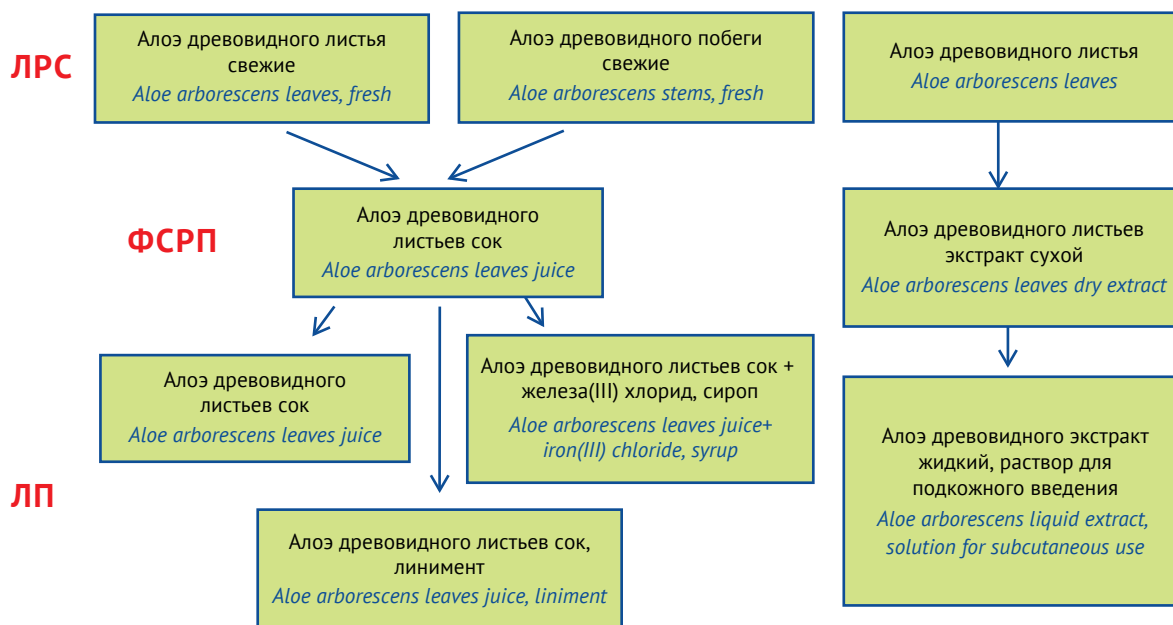 ЛРС
Алоэ древовидного листья
свежие
Aloe arborescens leaves, fresh
Алоэ древовидного побеги
свежие
Aloe arborescens stems, fresh
Алоэ древовидного листья
Aloe arborescens leaves
ФСРП
Алоэ древовидного
листьев сок
Aloe arborescens leaves juice
Алоэ древовидного листьев
экстракт сухой
Aloe arborescens leaves dry extract
ЛП
Алоэ древовидного
листьев сок
Aloe arborescens leaves juice
Алоэ древовидного листьев сок +
железа(III) хлорид, сироп
Aloe arborescens leaves juice+
iron(III) chloride, syrup
Алоэ древовидного листьев сок,
линимент
Aloe arborescens leaves juice, liniment
Алоэ древовидного экстракт
жидкий, раствор для
подкожного введения
Aloe arborescens liquid extract,
solution for subcutaneous use